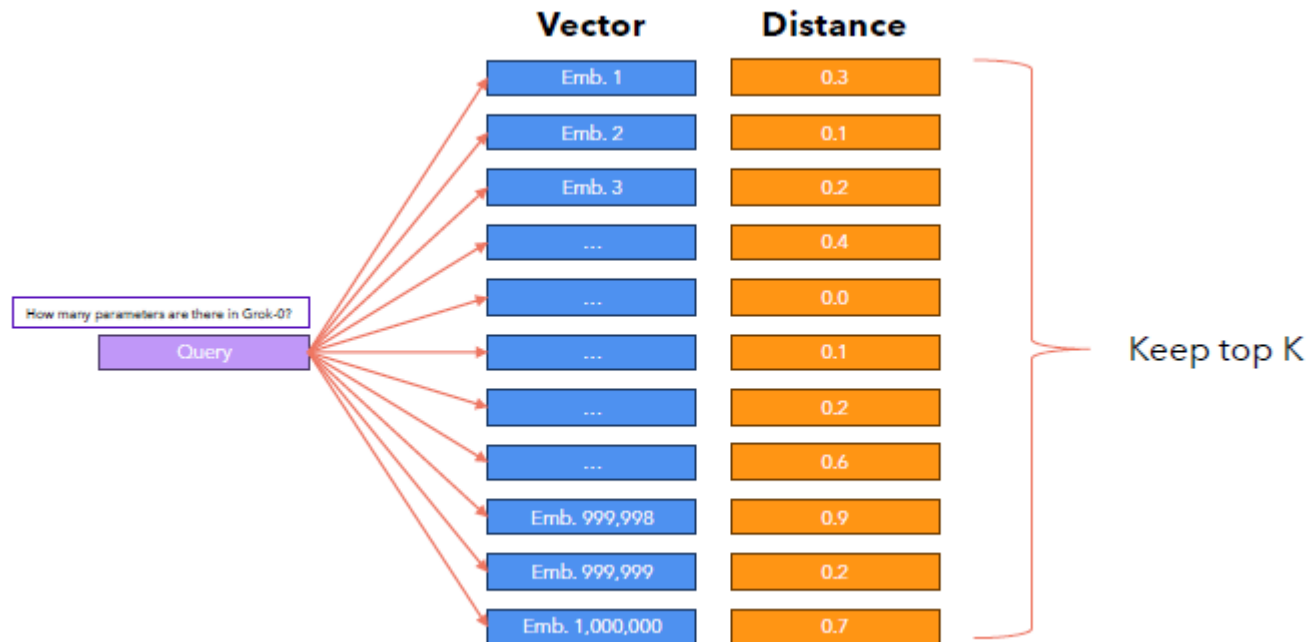 Vector Distance
Emb. 1 0.3
Emb. 2 0.1
Emb. 3 0.2
... 0.4
... 0.0
How many parameters are there in Grok-0?
Query ... 0.1
Keep top K
... 0.2
... 0.6
Emb. 999,998 0.9
Emb. 999,999 0.2
Emb. 1,000,000 0.7